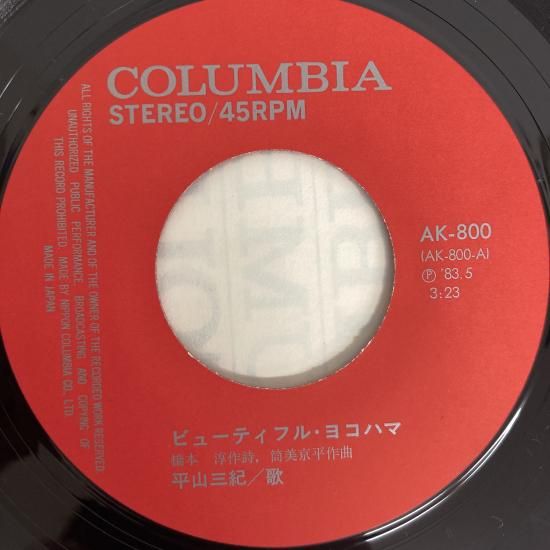 COLUMBIA
STEREO/45RPM
ALL RIGHTS OF THE MANUFACTURER AND OF THE OWNER OF THE RECORDED WORK RESERVED.
UNAUTHORIZED PUBLIC PERFORMANCE, BROADCASTING AND COPYING OF
THIS RECORD PROHIBITED. MADE BY NIPPON COLUMBIA CO., LTD.
MADE IN JAPAN
AK-800
(AK-800-A)
Ⓟ '83.5
3:23
ビューティフル・ヨコハマ
橋本 淳作詩, 筒美京平作曲
平山三紀/歌